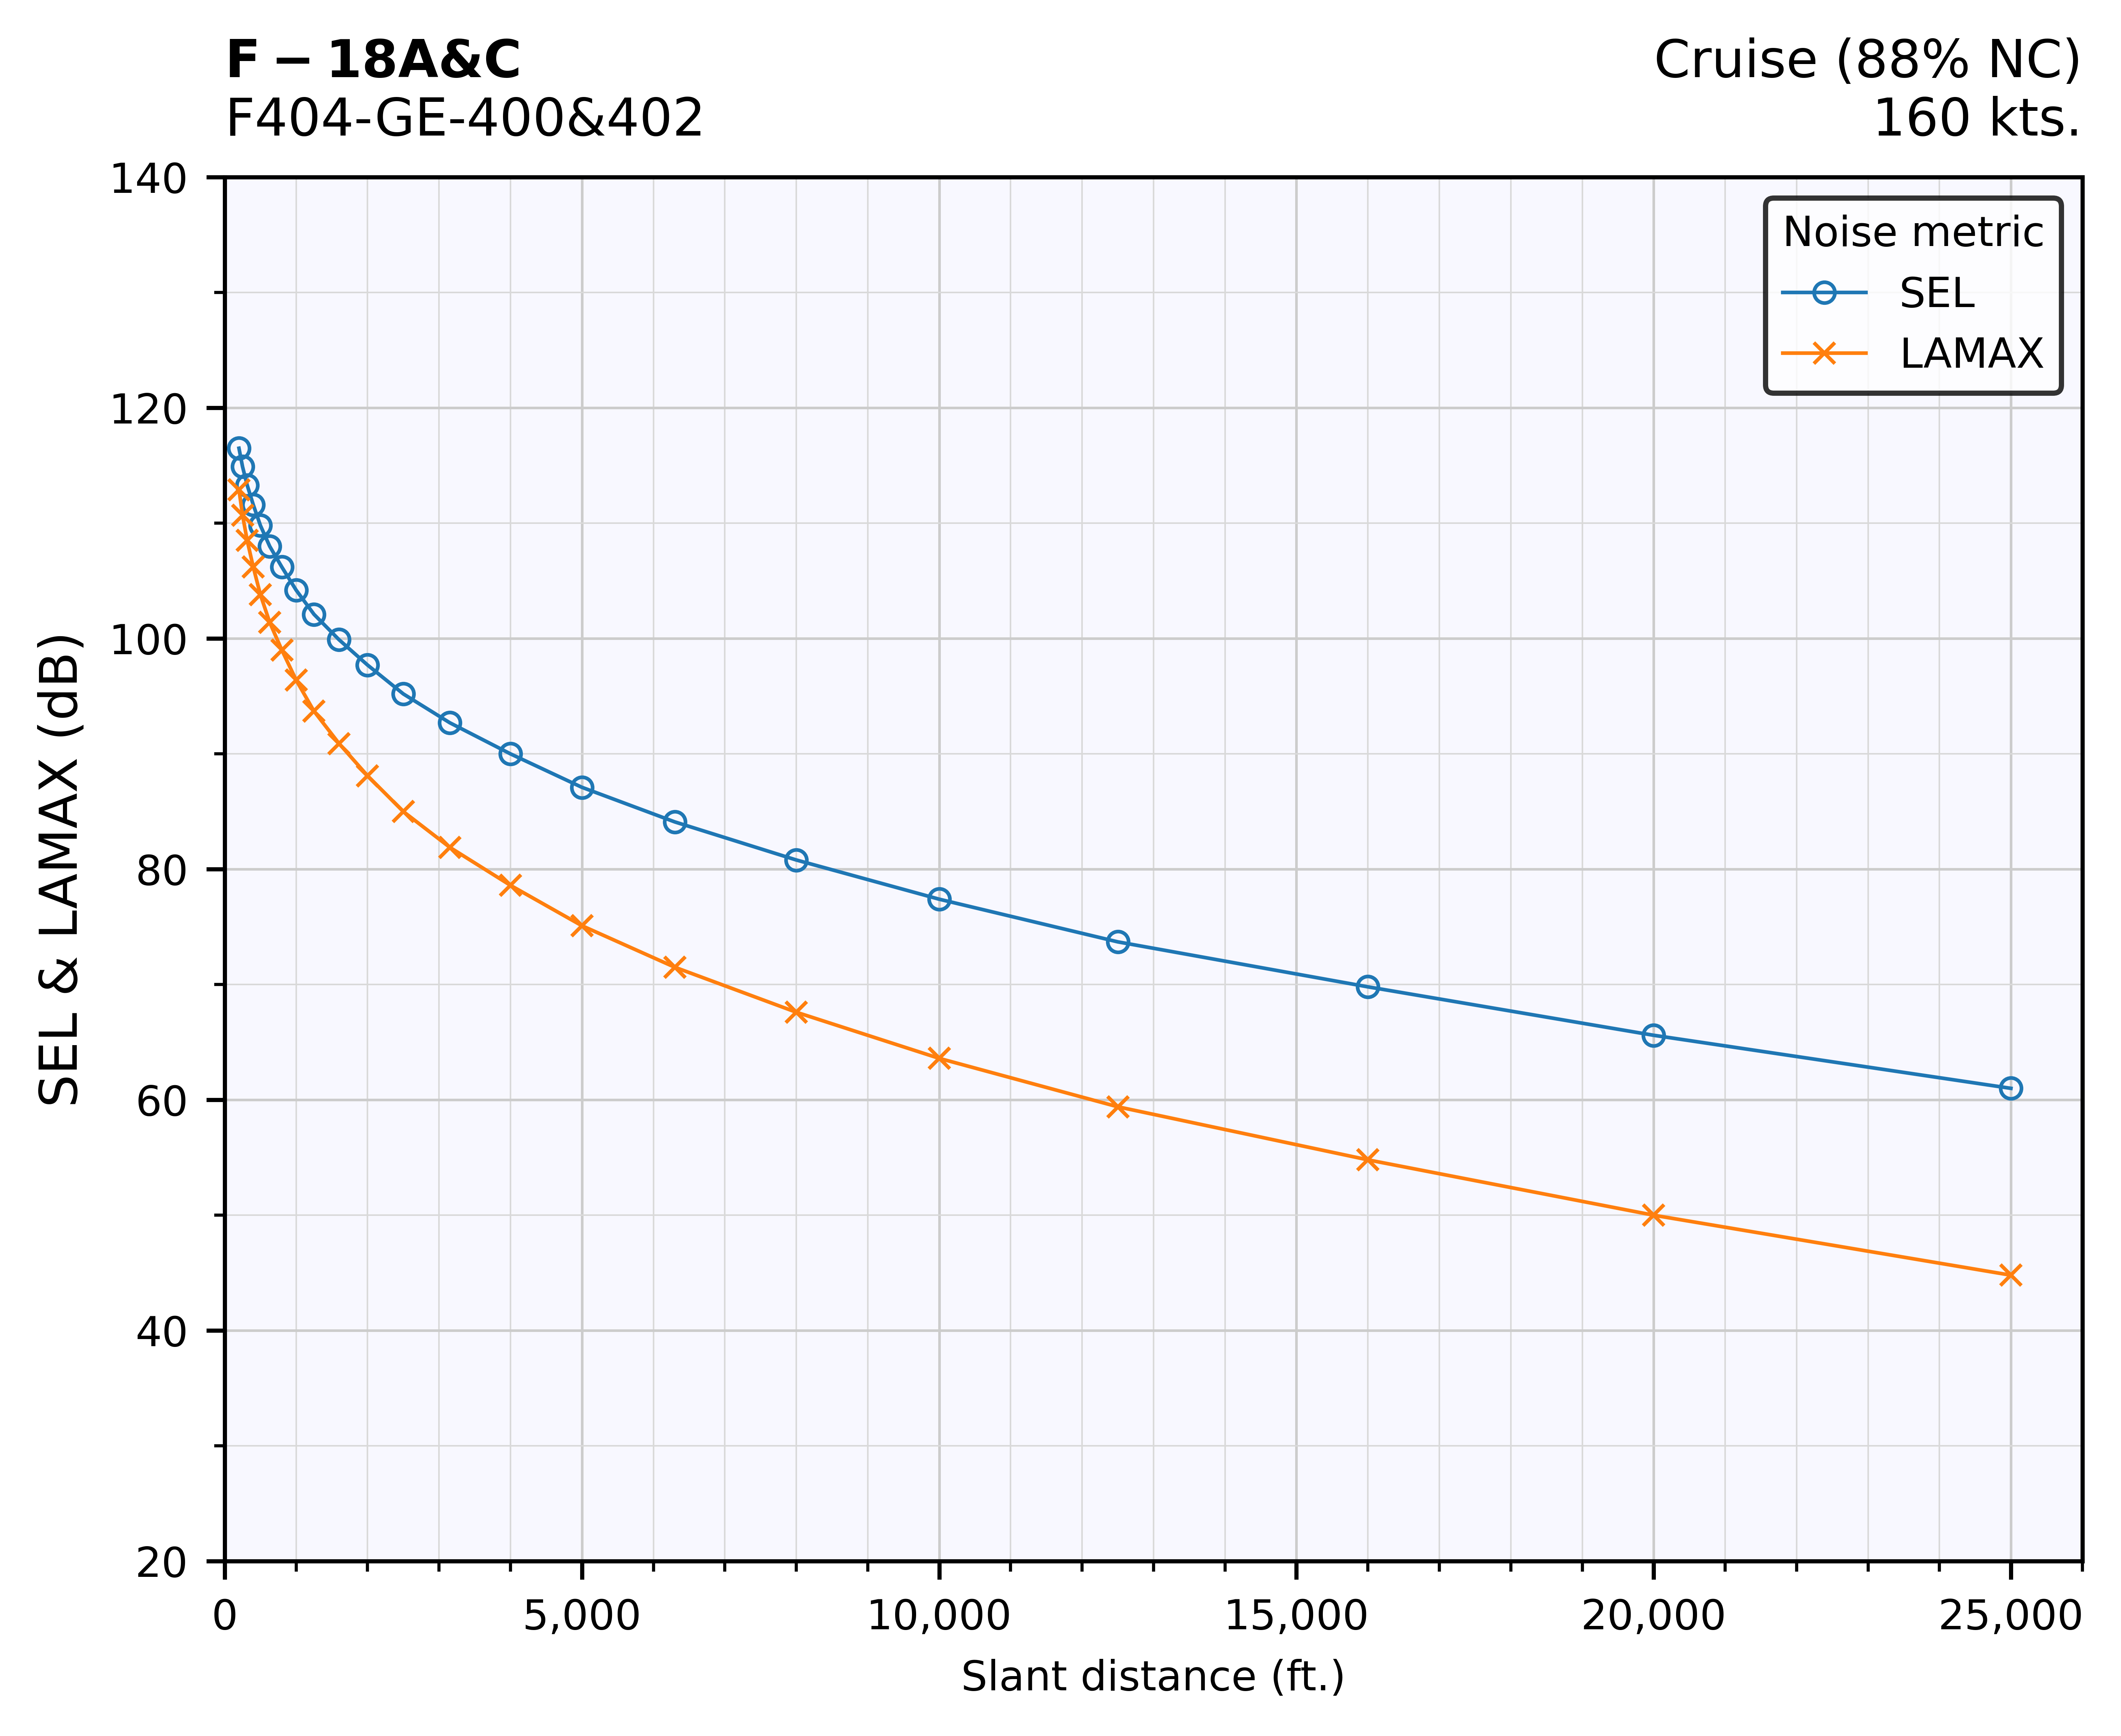 F − 18A&C
F404-GE-400&402
Cruise (88% NC)
160 kts.
Noise metric
SEL
LAMAX
SEL & LAMAX (dB)
140
120
100
80
60
40
20
0
5,000
10,000
15,000
20,000
25,000
Slant distance (ft.)